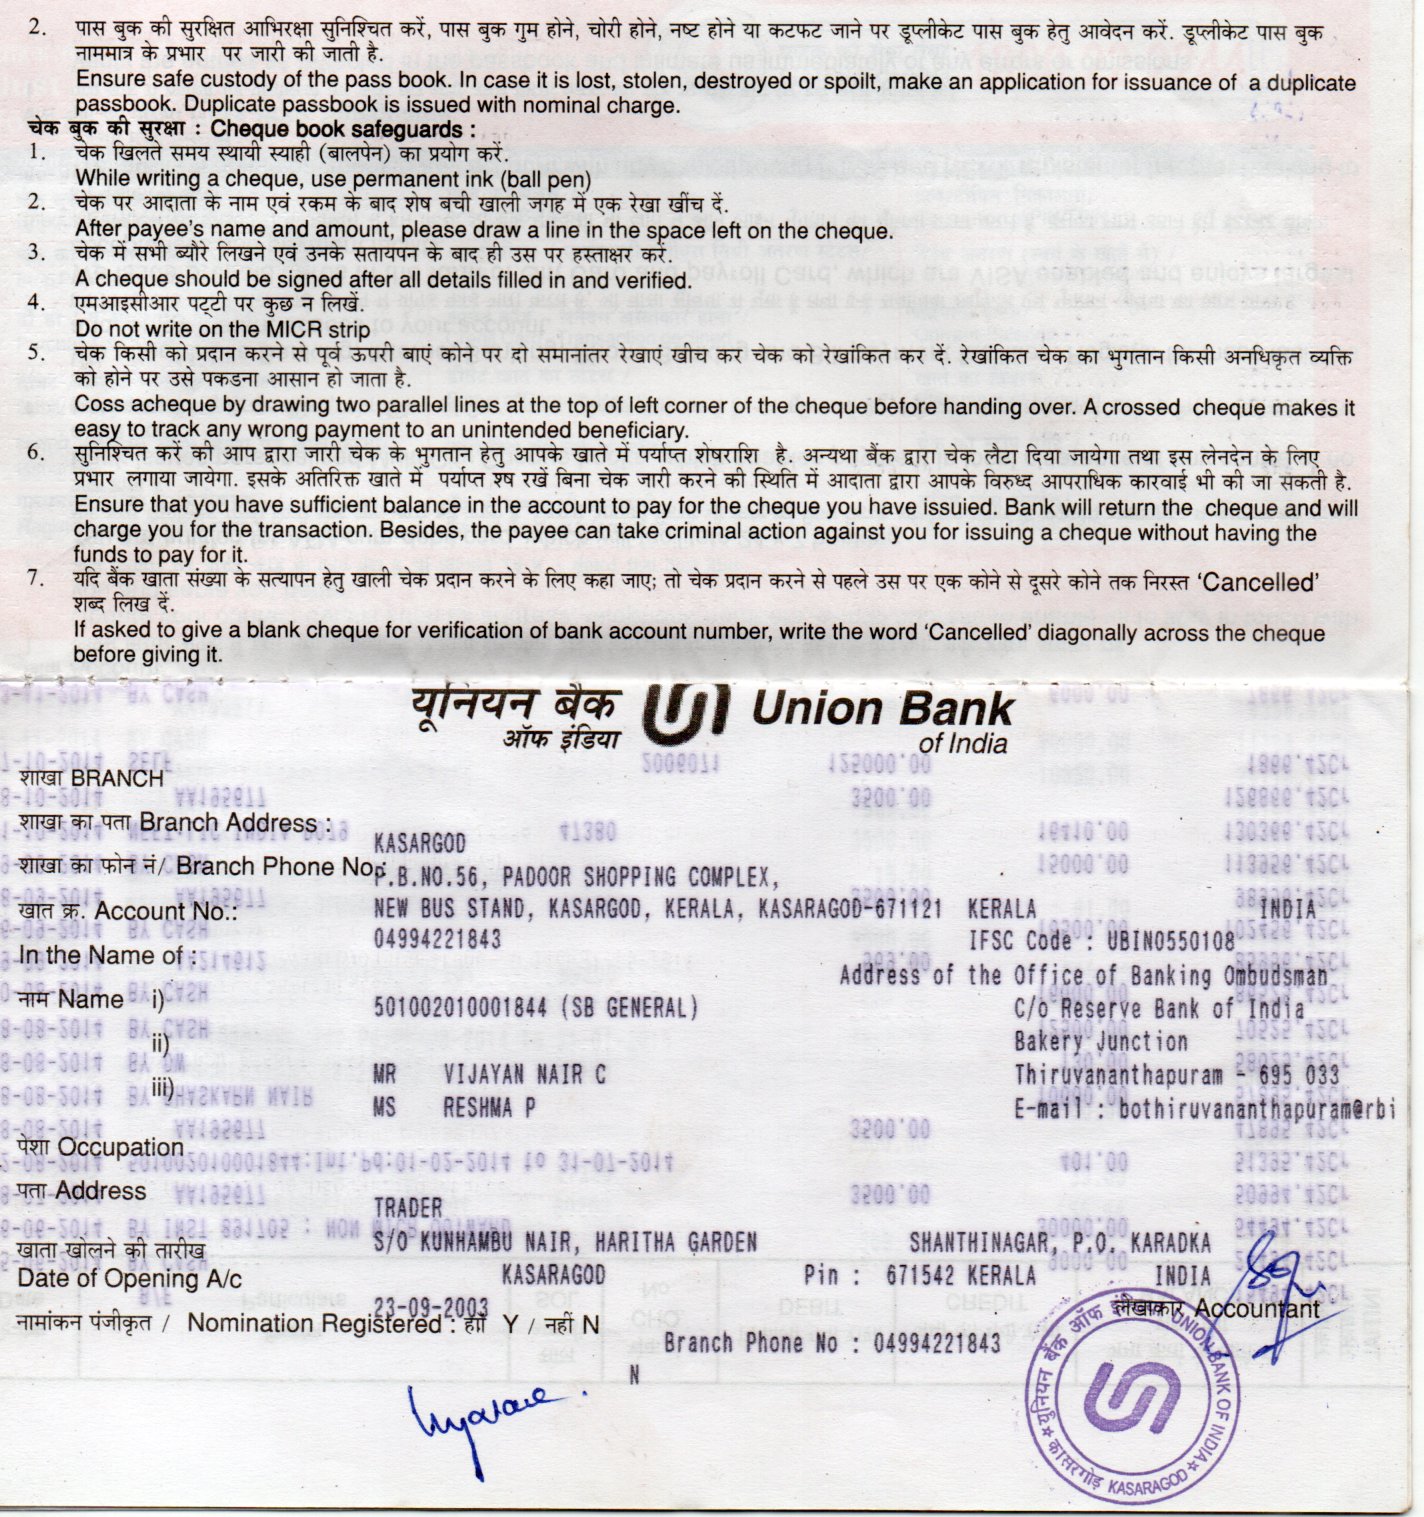 2. पास बुक की सुरक्षित आभिरक्षा सुनिश्चित करें, पास बुक गुम होने, चोरी होने, नष्ट होने या कटफट जाने पर डूप्लीकेट पास बुक हेतु आवेदन करें. डूप्लीकेट पास बुक
नाममात्र के प्रभार पर जारी की जाती है.
Ensure safe custody of the pass book. In case it is lost, stolen, destroyed or spoilt, make an application for issuance of a duplicate
passbook. Duplicate passbook is issued with nominal charge.
चेक बुक की सुरक्षा : Cheque book safeguards :
1. चेक खिलते समय स्थायी स्याही (बालपेन) का प्रयोग करें.
While writing a cheque, use permanent ink (ball pen)
2. चेक पर आदाता के नाम एवं रकम के बाद शेष बची खाली जगह में एक रेखा खींच दें.
After payee's name and amount, please draw a line in the space left on the cheque.
3. चेक में सभी ब्यौरे लिखने एवं उनके सतायपन के बाद ही उस पर हस्ताक्षर करें.
A cheque should be signed after all details filled in and verified.
4. एमआइसीआर पट्टी पर कुछ न लिखें.
Do not write on the MICR strip
5. चेक किसी को प्रदान करने से पूर्व ऊपरी बाएं कोने पर दो समानांतर रेखाएं खीच कर चेक को रेखांकित कर दें. रेखांकित चेक का भुगतान किसी अनधिकृत व्यक्ति
को होने पर उसे पकडना आसान हो जाता है.
Coss acheque by drawing two parallel lines at the top of left corner of the cheque before handing over. A crossed cheque makes it
easy to track any wrong payment to an unintended beneficiary.
6. सुनिश्चित करें की आप द्वारा जारी चेक के भुगतान हेतु आपके खाते में पर्याप्त शेषराशि है. अन्यथा बैंक द्वारा चेक लैटा दिया जायेगा तथा इस लेनदेन के लिए
प्रभार लगाया जायेगा. इसके अतिरिक्त खाते में पर्याप्त श्ष रखें बिना चेक जारी करने की स्थिति में आदाता द्वारा आपके विरुध्द आपराधिक कारवाई भी की जा सकती है.
Ensure that you have sufficient balance in the account to pay for the cheque you have issuied. Bank will return the cheque and will
charge you for the transaction. Besides, the payee can take criminal action against you for issuing a cheque without having the
funds to pay for it.
7. यदि बैंक खाता संख्या के सत्यापन हेतु खाली चेक प्रदान करने के लिए कहा जाए; तो चेक प्रदान करने से पहले उस पर एक कोने से दूसरे कोने तक निरस्त 'Cancelled'
शब्द लिख दें.
If asked to give a blank cheque for verification of bank account number, write the word 'Cancelled' diagonally across the cheque
before giving it.
यूनियन बैंक Union Bank
ऑफ इंडिया of India
शाखा BRANCH
शाखा का पता Branch Address :
KASARGOD
शाखा का फोन नं/ Branch Phone No.:
P.B.NO.56, PADOOR SHOPPING COMPLEX,
खात क्र. Account No.:
NEW BUS STAND, KASARGOD, KERALA, KASARAGOD-671121 KERALA INDIA
04994221843 IFSC Code : UBIN0550108
In the Name of :
Address of the Office of Banking Ombudsman
नाम Name i)
501002010001844 (SB GENERAL) C/o Reserve Bank of India
ii) Bakery Junction
MR VIJAYAN NAIR C Thiruvananthapuram - 695 033
iii)
MS RESHMA P E-mail : bothiruvananthapuram@rbi
पेशा Occupation
पता Address
TRADER
S/O KUNHAMBU NAIR, HARITHA GARDEN SHANTHINAGAR, P.O. KARADKA
खाता खोलने की तारीख
Date of Opening A/c KASARAGOD Pin : 671542 KERALA INDIA
23-09-2003 लेखाकार Accountant
नामांकन पंजीकृत / Nomination Registered : हाँ Y / नहीं N
Branch Phone No : 04994221843
N
यूनियन बैंक ऑफ इंडिया UNION BANK OF INDIA
कासरगोड़ KASARAGOD